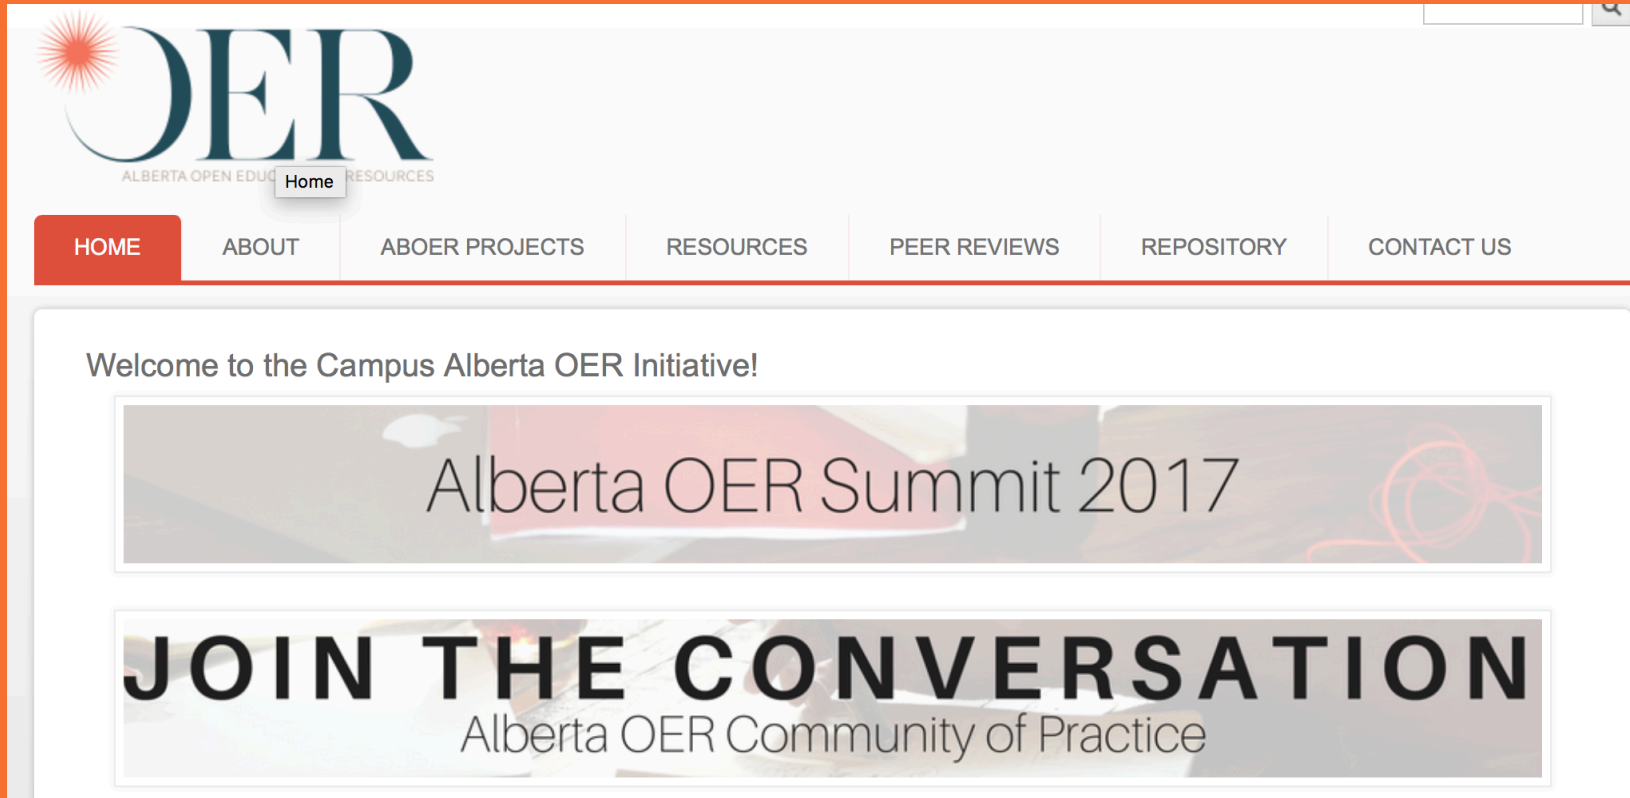 OER
ALBERTA OPEN EDUC RESOURCES
Home
HOME ABOUT ABOER PROJECTS RESOURCES PEER REVIEWS REPOSITORY CONTACT US
Welcome to the Campus Alberta OER Initiative!
Alberta OER Summit 2017
JOIN THE CONVERSATION
Alberta OER Community of Practice